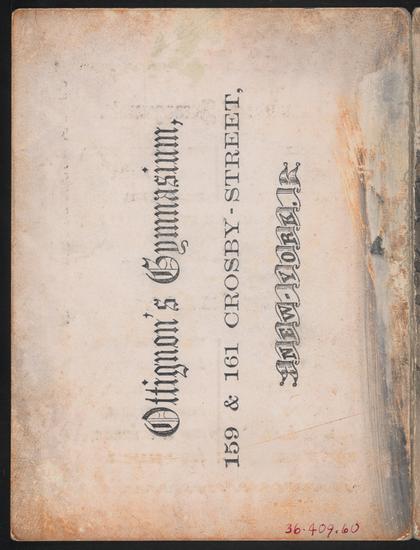 Ottignon's Gymnasium,
159 & 161 CROSBY-STREET,
NEW-YORK.
36.409.60